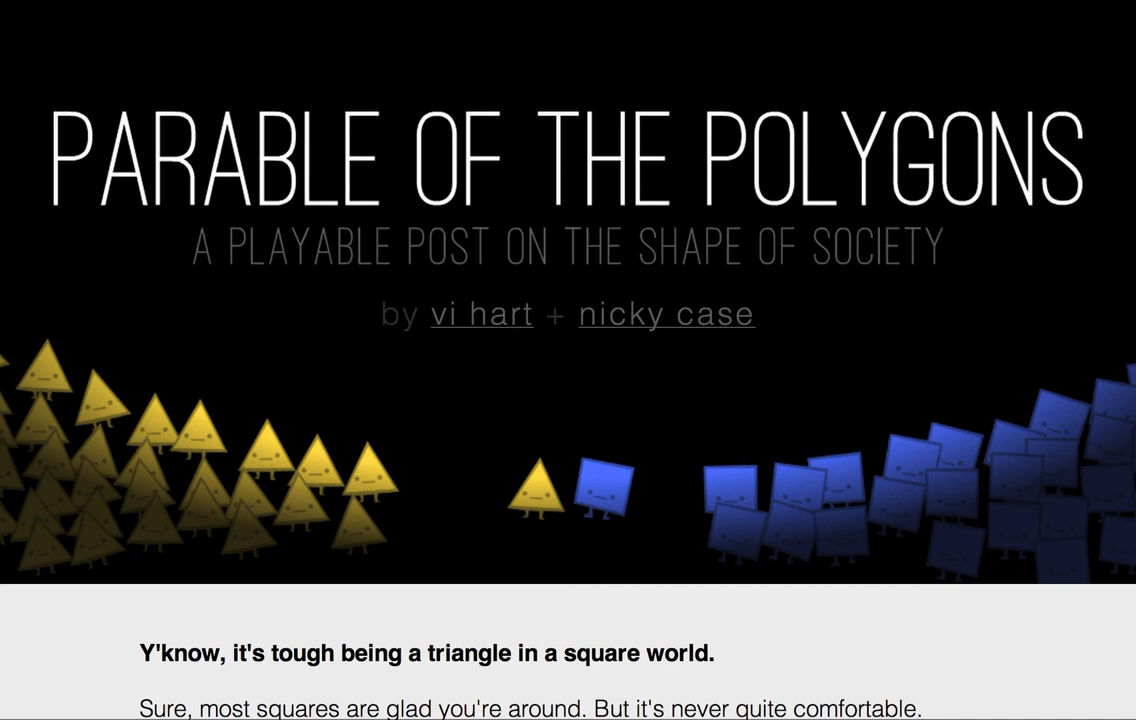 PARABLE OF THE POLYGONS
A PLAYABLE POST ON THE SHAPE OF SOCIETY
by vi hart + nicky case
Y'know, it's tough being a triangle in a square world.
Sure, most squares are glad you're around. But it's never quite comfortable.